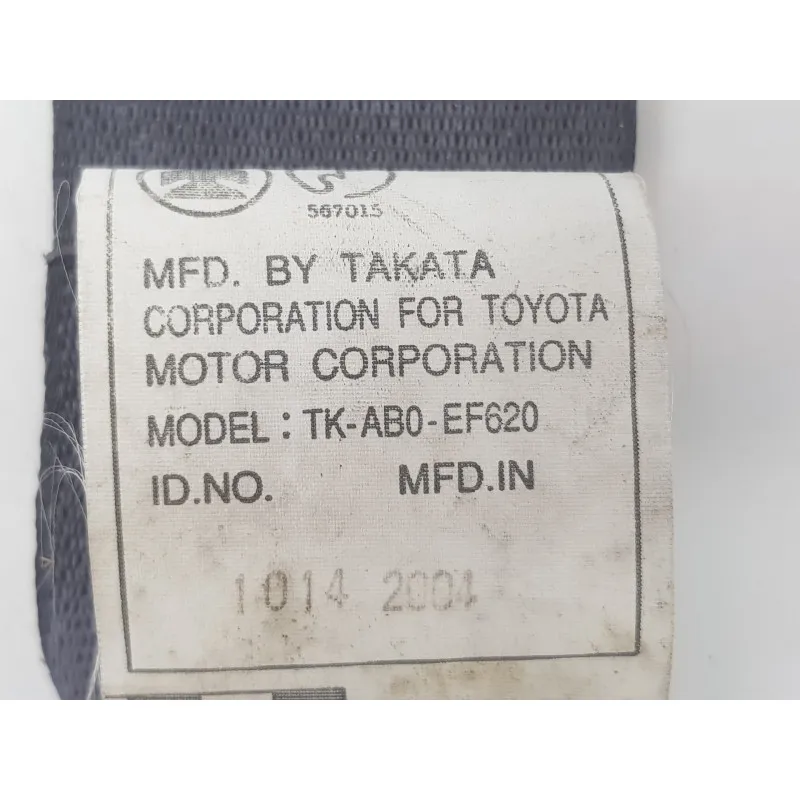 567015
MFD. BY TAKATA
CORPORATION FOR TOYOTA
MOTOR CORPORATION
MODEL : TK-AB0-EF620
ID.NO. MFD.IN
1014 2004